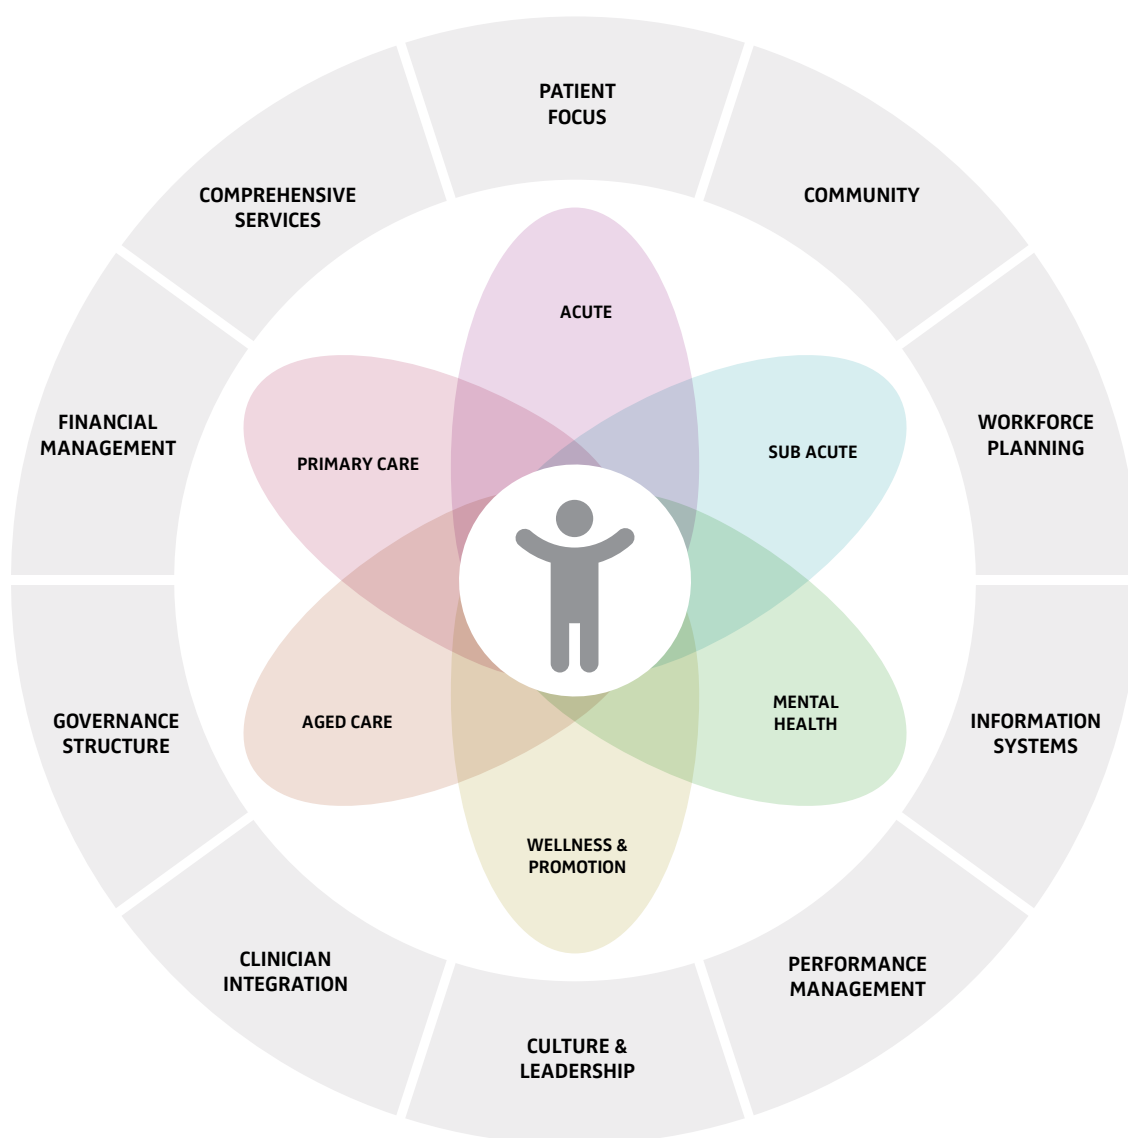 PATIENT
FOCUS
COMMUNITY
WORKFORCE
PLANNING
INFORMATION
SYSTEMS
PERFORMANCE
MANAGEMENT
CULTURE &
LEADERSHIP
CLINICIAN
INTEGRATION
GOVERNANCE
STRUCTURE
FINANCIAL
MANAGEMENT
COMPREHENSIVE
SERVICES
ACUTE
SUB ACUTE
MENTAL
HEALTH
WELLNESS &
PROMOTION
AGED CARE
PRIMARY CARE